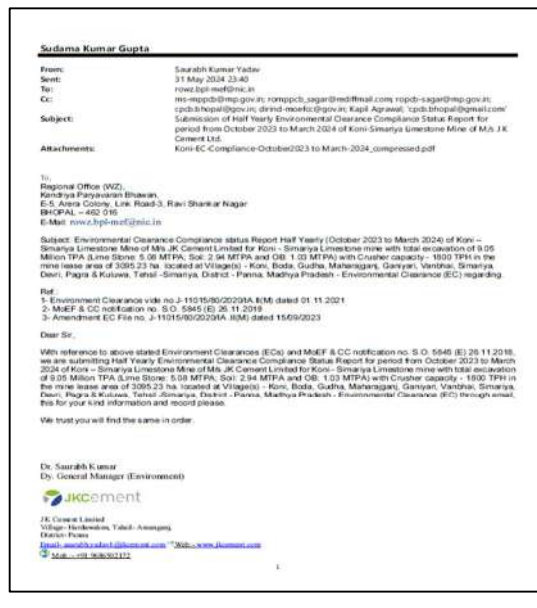 Sudama Kumar Gupta
From: Saurabh Kumar Yadav
Sent: 31 May 2024 23:40
To: rowz.bpl-mef@nic.in
Cc: ms-mppcb@mp.gov.in; romppcb_sagar@rediffmail.com; ropcb-sagar@mp.gov.in;
cpcb.bhopal@gov.in; dirind-moefcc@gov.in; Kapil Agrawal; 'cpcb.bhopal@gmail.com'
Subject: Submission of Half Yearly Environmental Clearance Compliance Status Report for
period from October 2023 to March 2024 of Koni-Simariya Limestone Mine of M/s J K
Cement Ltd.
Attachments: Koni-EC-Compliance-October2023 to March-2024_compressed.pdf
To,
Regional Office (WZ),
Kendriya Paryavaran Bhawan,
E-5, Arera Colony, Link Road-3, Ravi Shankar Nagar
BHOPAL – 462 016
E-Mail: rowz.bpl-mef@nic.in
Subject: Environmental Clearance Compliance status Report Half Yearly (October 2023 to March 2024) of Koni –
Simariya Limestone Mine of M/s JK Cement Limited for Koni - Simariya Limestone mine with total excavation of 9.05
Million TPA (Lime Stone: 5.08 MTPA; Soil: 2.94 MTPA and OB: 1.03 MTPA) with Crusher capacity - 1800 TPH in the
mine lease area of 3095.23 ha. located at Village(s) - Koni, Boda, Gudha, Maharajganj, Ganiyari, Vanbhai, Simariya,
Devri, Pagra & Kuluwa, Tehsil -Simariya, District - Panna, Madhya Pradesh - Environmental Clearance (EC) regarding.
Ref.:
1- Environment Clearance vide no.J-11015/80/2020/IA.II(M) dated 01.11.2021
2- MoEF & CC notification no. S.O. 5845 (E) 26.11.2018
3- Amendment EC File no. J-11015/80/2020/IA.II(M) dated 15/09/2023
Dear Sir,
With reference to above stated Environment Clearances (ECs) and MoEF & CC notification no. S.O. 5845 (E) 26.11.2018,
we are submitting Half Yearly Environmental Clearance Compliance Status Report for period from October 2023 to March
2024 of Koni – Simariya Limestone Mine of M/s JK Cement Limited for Koni - Simariya Limestone mine with total excavation
of 9.05 Million TPA (Lime Stone: 5.08 MTPA; Soil: 2.94 MTPA and OB: 1.03 MTPA) with Crusher capacity - 1800 TPH in
the mine lease area of 3095.23 ha. located at Village(s) - Koni, Boda, Gudha, Maharajganj, Ganiyari, Vanbhai, Simariya,
Devri, Pagra & Kuluwa, Tehsil -Simariya, District - Panna, Madhya Pradesh - Environmental Clearance (EC) through email,
this for your kind information and record please.
We trust you will find the same in order.
Dr. Saurabh Kumar
Dy. General Manager (Environment)
JKcement
JK Cement Limited
Village- Harduwaken, Tahsil- Amanganj,
District- Panna
Web:- www.jkcement.com
1